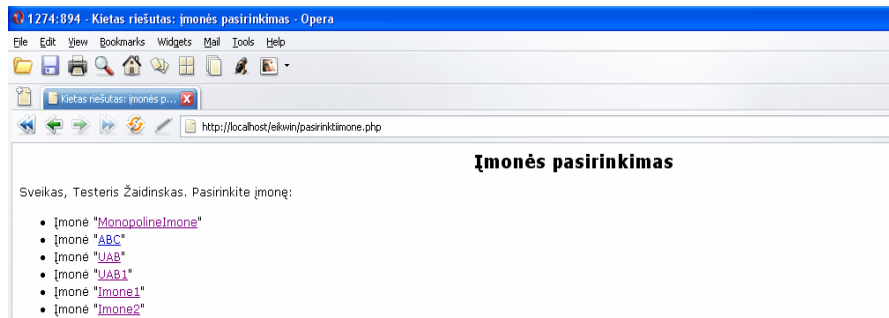 1274:894 - Kietas riešutas: įmonės pasirinkimas - Opera
File Edit View Bookmarks Widgets Mail Tools Help
Kietas riešutas: įmonės p...
http://localhost/eikwin/pasirinktiimone.php
Įmonės pasirinkimas
Sveikas, Testeris Žaidinskas. Pasirinkite įmonę:
• Įmonė "MonopolineImone"
• Įmonė "ABC"
• Įmonė "UAB"
• Įmonė "UAB1"
• Įmonė "Imone1"
• Įmonė "Imone2"